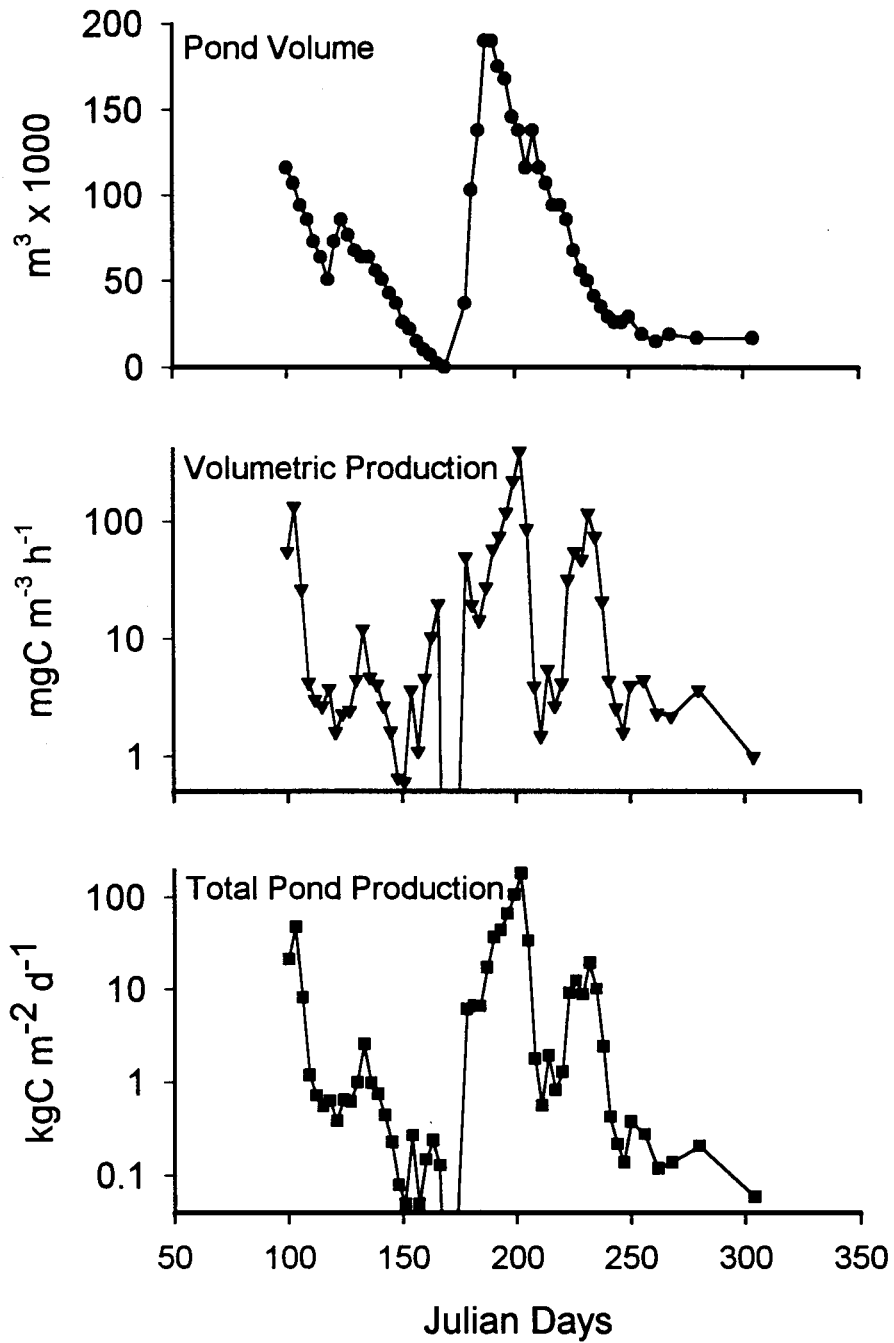 200
Pond Volume
150
100
50
0
m³ x 1000
Volumetric Production
100
10
1
mgC m⁻³ h⁻¹
Total Pond Production
100
10
1
0.1
kgC m⁻² d⁻¹
50 100 150 200 250 300 350
Julian Days